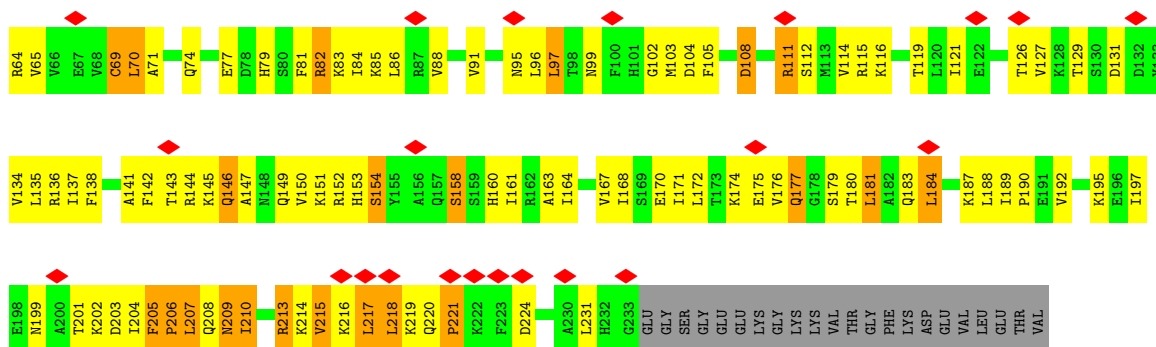 R64 V65 V66 E67 V68 C69 L70 A71 Q74 E77 D78 H79 S80 F81 R82 K83 I84 K85 L86 R87 V88 V91 N95 L96 L97 T98 N99 F100 H101 G102 M103 D104 F105 D108 R111 S112 M113 V114 R115 K116 T119 L120 I121 E122 T126 V127 K128 T129 S130 D131 D132
V134 L135 R136 I137 F138 A141 F142 T143 R144 K145 Q146 A147 N148 Q149 V150 K151 R152 H153 S154 Y155 A156 Q157 S158 S159 H160 I161 R162 A163 I164 V167 I168 S169 E170 I171 L172 T173 K174 E175 V176 Q177 G178 S179 T180 L181 A182 Q183 L184 K187 L188 I189 P190 E191 V192 K195 E196 I197
E198 N199 A200 T201 K202 D203 I204 F205 P206 L207 Q208 N209 I210 R213 K214 V215 K216 L217 L218 K219 Q220 P221 K222 F223 D224 A230 L231 H232 G233 GLU GLY SER GLY GLU GLU LYS GLY LYS LYS VAL THR GLY PHE LYS ASP GLU VAL LEU GLU THR VAL